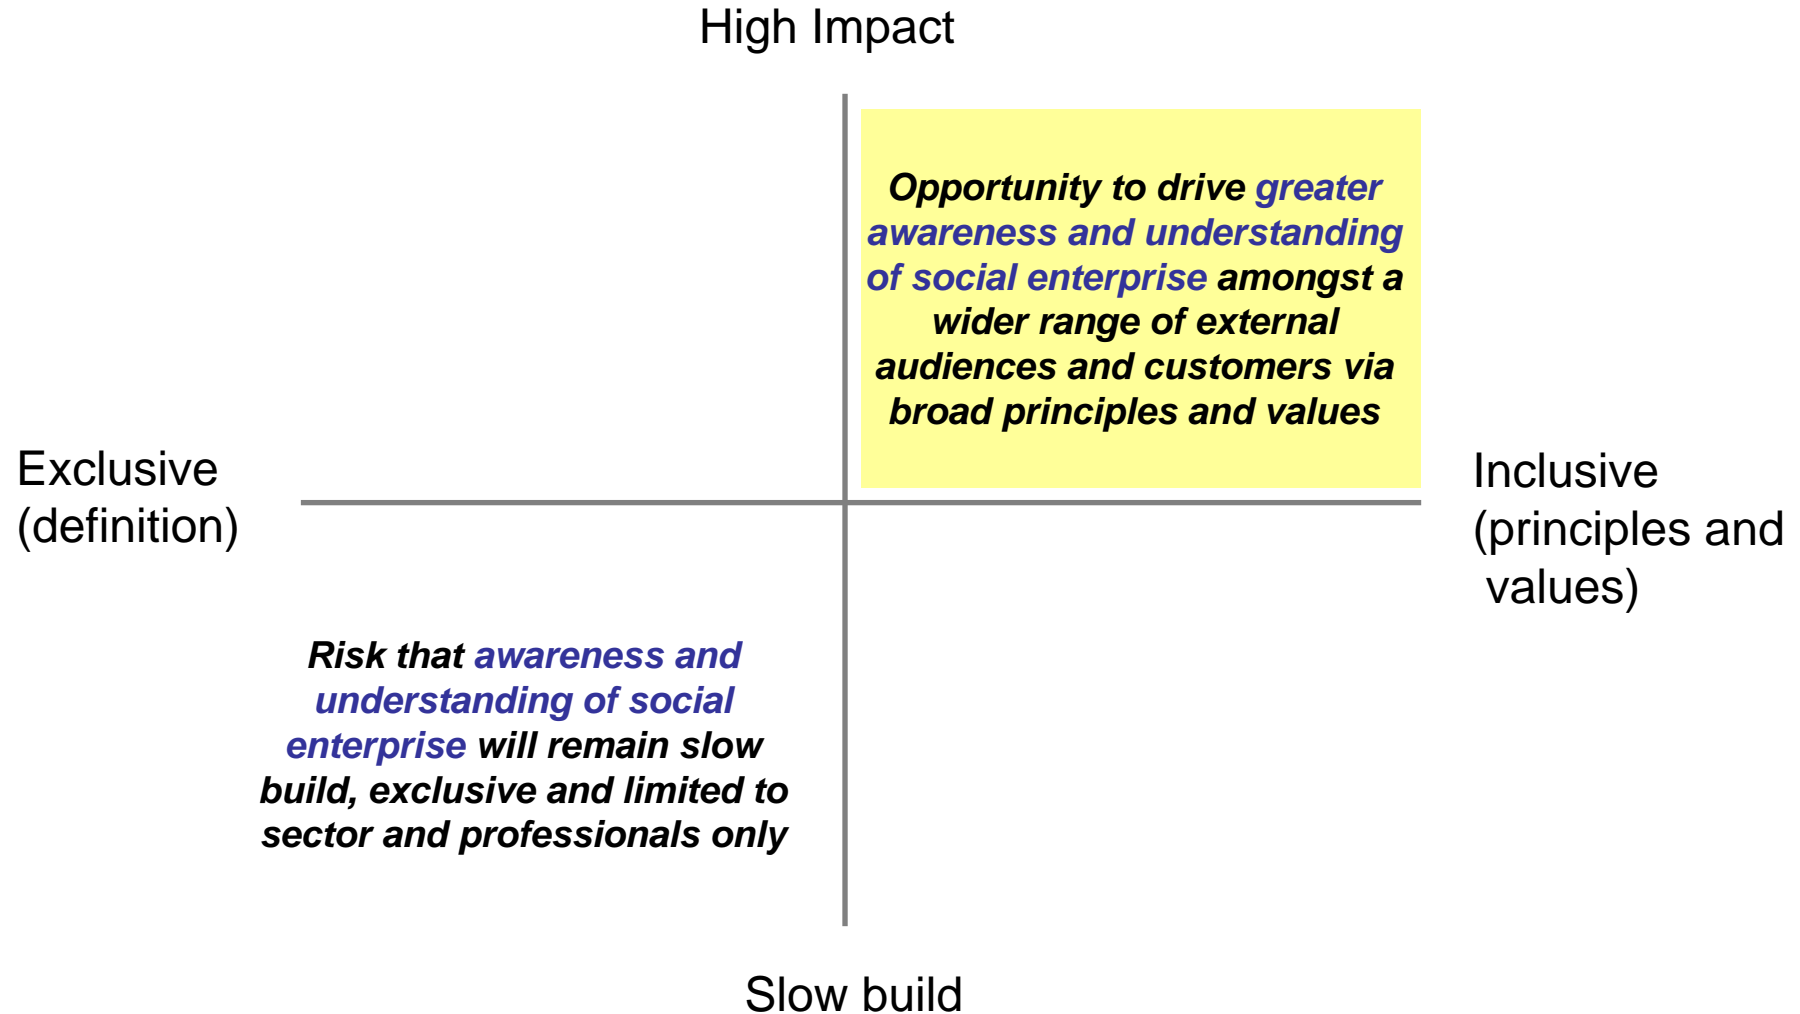 High Impact
Opportunity to drive greater
awareness and understanding
of social enterprise amongst a
wider range of external
audiences and customers via
broad principles and values
Exclusive
(definition)
Inclusive
(principles and
values)
Risk that awareness and
understanding of social
enterprise will remain slow
build, exclusive and limited to
sector and professionals only
Slow build